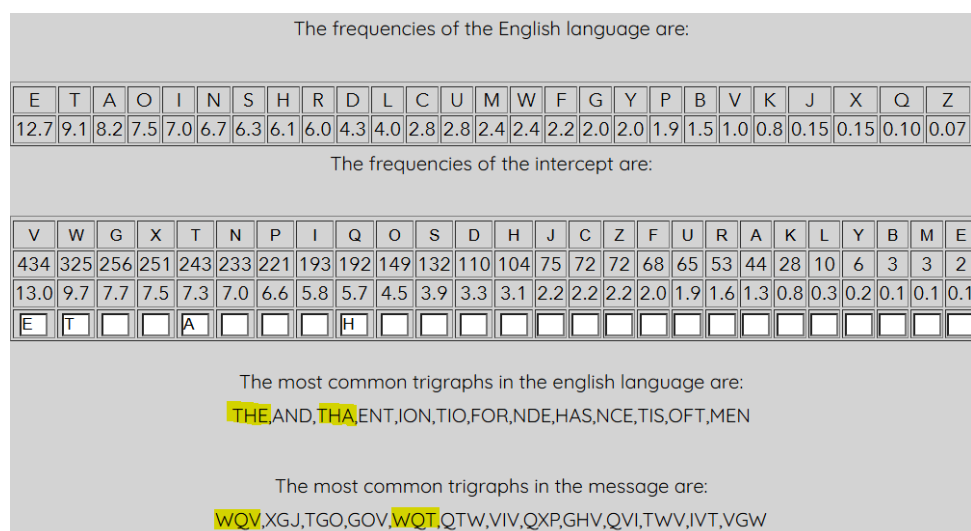 The frequencies of the English language are:
E T A O I N S H R D L C U M W F G Y P B V K J X Q Z
12.7 9.1 8.2 7.5 7.0 6.7 6.3 6.1 6.0 4.3 4.0 2.8 2.8 2.4 2.4 2.2 2.0 2.0 1.9 1.5 1.0 0.8 0.15 0.15 0.10 0.07
The frequencies of the intercept are:
V W G X T N P I Q O S D H J C Z F U R A K L Y B M E
434 325 256 251 243 233 221 193 192 149 132 110 104 75 72 72 68 65 53 44 28 10 6 3 3 2
13.0 9.7 7.7 7.5 7.3 7.0 6.6 5.8 5.7 4.5 3.9 3.3 3.1 2.2 2.2 2.2 2.0 1.9 1.6 1.3 0.8 0.3 0.2 0.1 0.1 0.1
E T A H
The most common trigraphs in the english language are:
THE,AND,THA,ENT,ION,TIO,FOR,NDE,HAS,NCE,TIS,OFT,MEN
The most common trigraphs in the message are:
WQV,XGJ,TGO,GOV,WQT,QTW,VIV,QXP,GHV,QVI,TWV,IVT,VGW